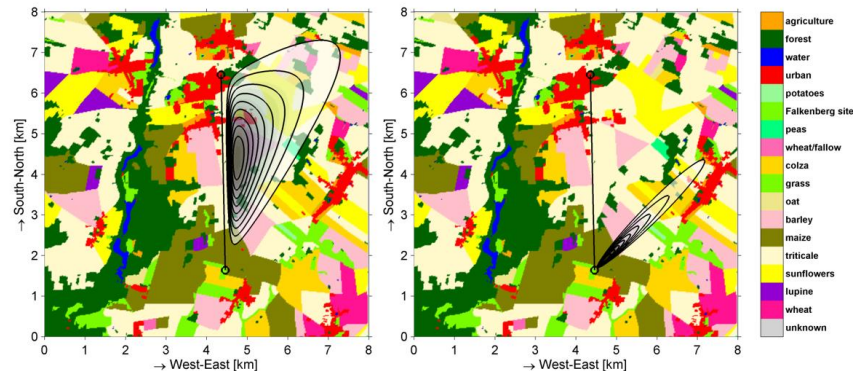 8
7
6
5
4
3
2
1
0
→ South-North [km]
0 1 2 3 4 5 6 7 8
→ West-East [km]
8
7
6
5
4
3
2
1
0
→ South-North [km]
0 1 2 3 4 5 6 7 8
→ West-East [km]
agriculture
forest
water
urban
potatoes
Falkenberg site
peas
wheat/fallow
colza
grass
oat
barley
maize
triticale
sunflowers
lupine
wheat
unknown